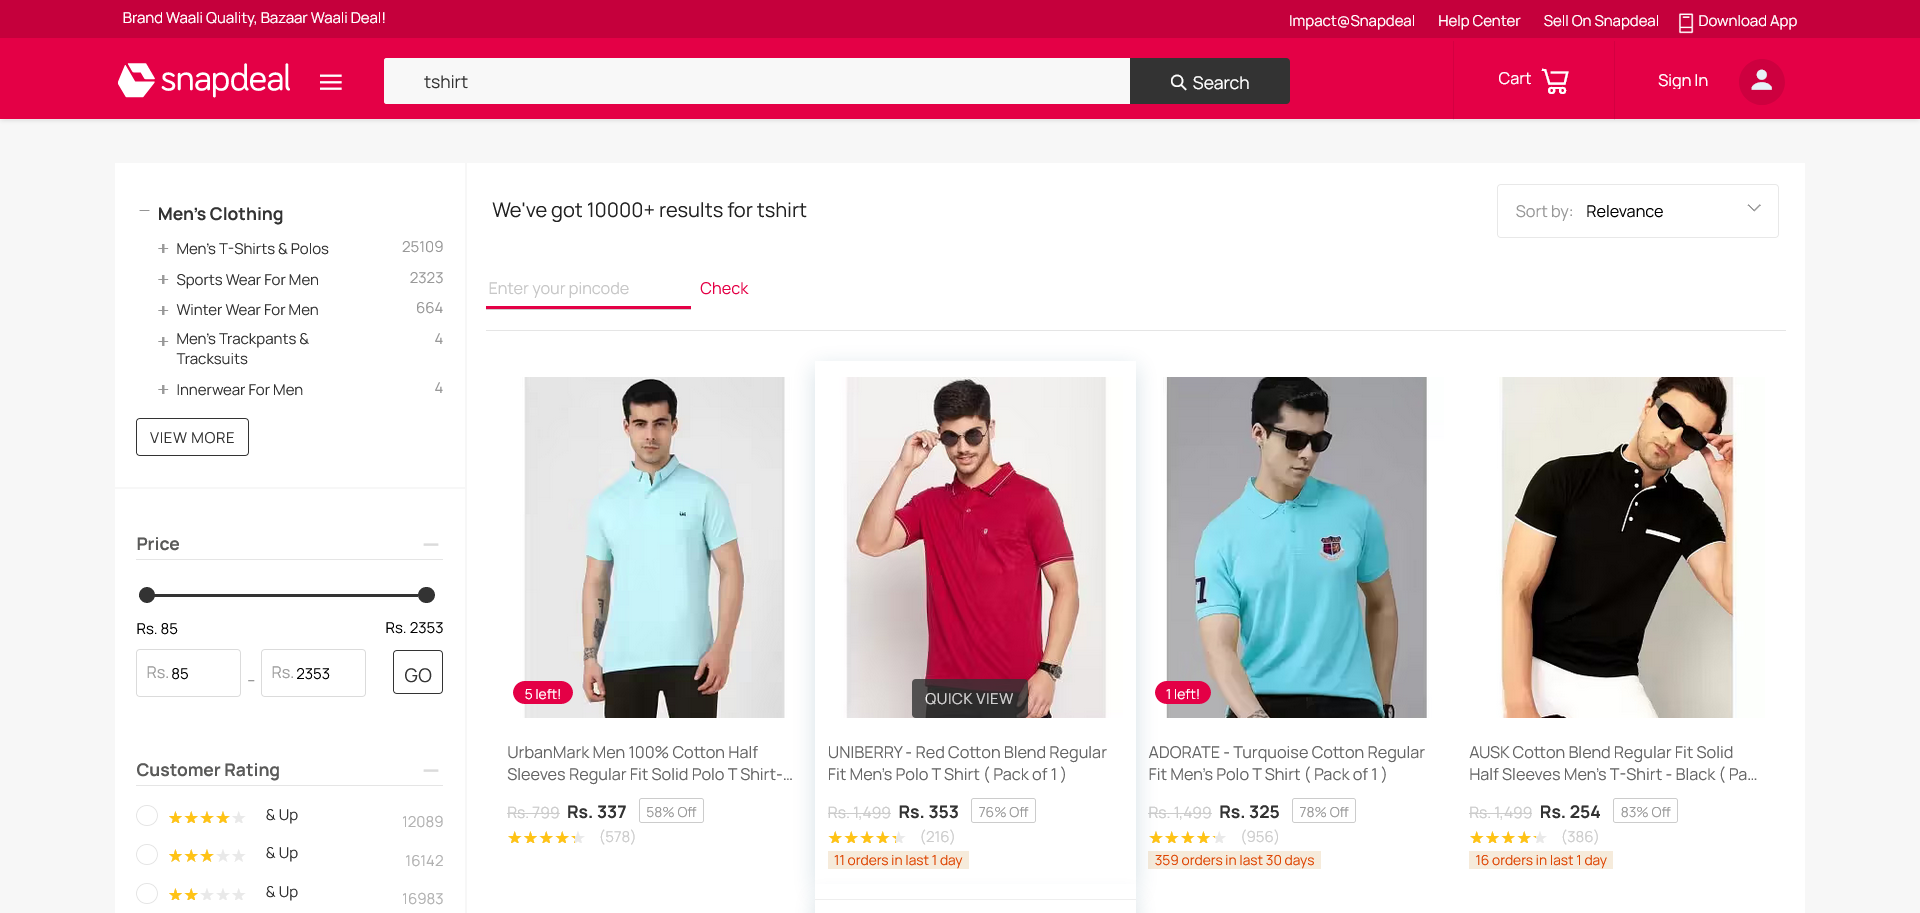 Brand Waali Quality, Bazaar Waali Deal!
Impact@Snapdeal
Help Center
Sell On Snapdeal
Download App
snapdeal
tshirt
Search
Cart
Sign In
Men's Clothing
Men's T-Shirts & Polos 25109
Sports Wear For Men 2323
Winter Wear For Men 664
Men's Trackpants & 4
Tracksuits
Innerwear For Men 4
VIEW MORE
Price
Rs. 85 Rs. 2353
Rs. 85 - Rs. 2353 GO
Customer Rating
& Up 12089
& Up 16142
& Up 16983
We've got 10000+ results for tshirt
Sort by: Relevance
Enter your pincode Check
5 left!
UrbanMark Men 100% Cotton Half
Sleeves Regular Fit Solid Polo T Shirt-...
Rs. 799 Rs. 337 58% Off
(578)
QUICK VIEW
UNIBERRY - Red Cotton Blend Regular
Fit Men's Polo T Shirt ( Pack of 1 )
Rs. 1,499 Rs. 353 76% Off
(216)
11 orders in last 1 day
1 left!
ADORATE - Turquoise Cotton Regular
Fit Men's Polo T Shirt ( Pack of 1 )
Rs. 1,499 Rs. 325 78% Off
(956)
359 orders in last 30 days
AUSK Cotton Blend Regular Fit Solid
Half Sleeves Men's T-Shirt - Black ( Pa...
Rs. 1,499 Rs. 254 83% Off
(386)
16 orders in last 1 day